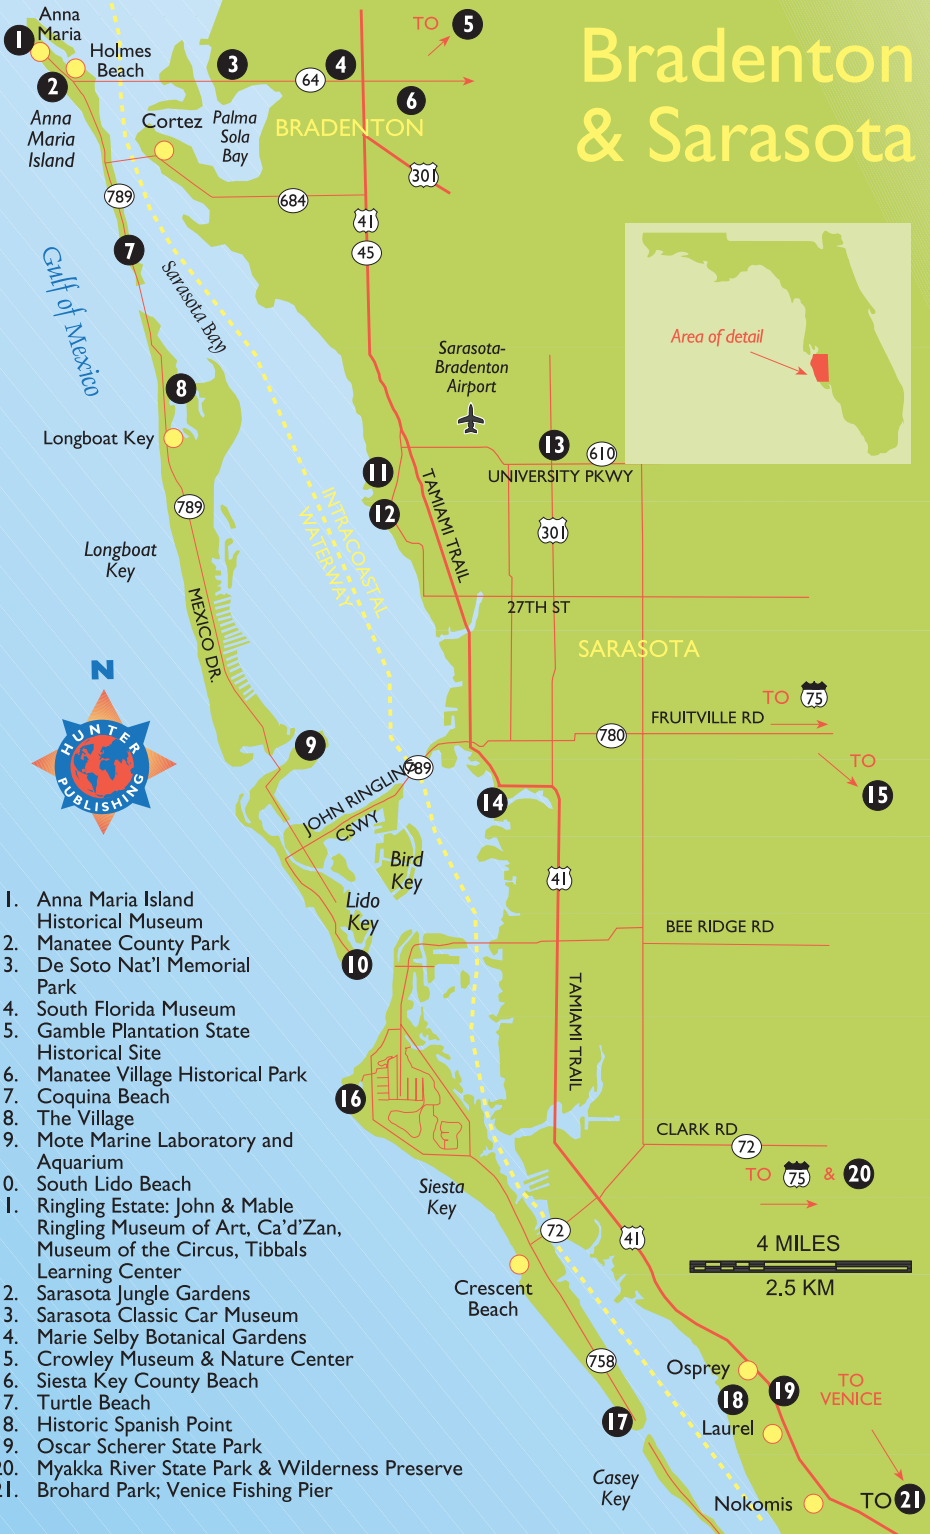 Bradenton
& Sarasota
Anna
Maria
1
Holmes
Beach
2
Anna
Maria
Island
3
64
4
TO 5
6
Cortez
Palma
Sola
Bay
BRADENTON
301
789
684
41
45
7
Gulf of Mexico
Sarasota Bay
Area of detail
Sarasota-
Bradenton
Airport
8
Longboat Key
13
610
UNIVERSITY PKWY
11
12
TAMIAMI TRAIL
301
789
INTRACOASTAL
WATERWAY
Longboat
Key
27TH ST
MEXICO DR.
SARASOTA
N
HUNTER
PUBLISHING
TO 75
FRUITVILLE RD
780
9
789
JOHN RINGLING
CSWY
TO
15
14
Bird
Key
41
Lido
Key
BEE RIDGE RD
10
TAMIAMI TRAIL
16
CLARK RD
72
TO 75 & 20
Siesta
Key
72
41
4 MILES
2.5 KM
Crescent
Beach
758
Osprey
18
19
TO
VENICE
17
Laurel
Casey
Key
Nokomis
TO 21
1. Anna Maria Island
Historical Museum
2. Manatee County Park
3. De Soto Nat'l Memorial
Park
4. South Florida Museum
5. Gamble Plantation State
Historical Site
6. Manatee Village Historical Park
7. Coquina Beach
8. The Village
9. Mote Marine Laboratory and
Aquarium
0. South Lido Beach
1. Ringling Estate: John & Mable
Ringling Museum of Art, Ca'd'Zan,
Museum of the Circus, Tibbals
Learning Center
2. Sarasota Jungle Gardens
3. Sarasota Classic Car Museum
4. Marie Selby Botanical Gardens
5. Crowley Museum & Nature Center
6. Siesta Key County Beach
7. Turtle Beach
8. Historic Spanish Point
9. Oscar Scherer State Park
20. Myakka River State Park & Wilderness Preserve
21. Brohard Park; Venice Fishing Pier